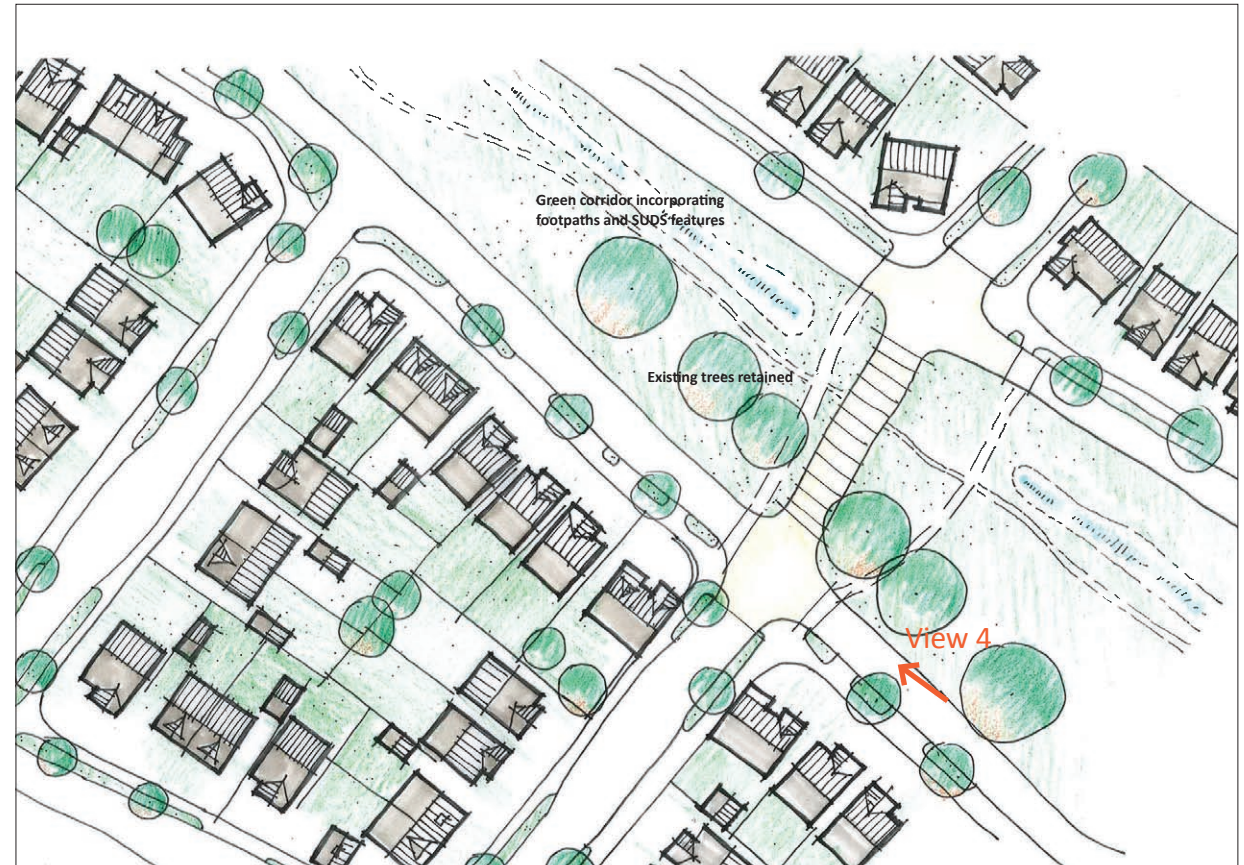 Green corridor incorporating
footpaths and SUDS features
Existing trees retained
View 4